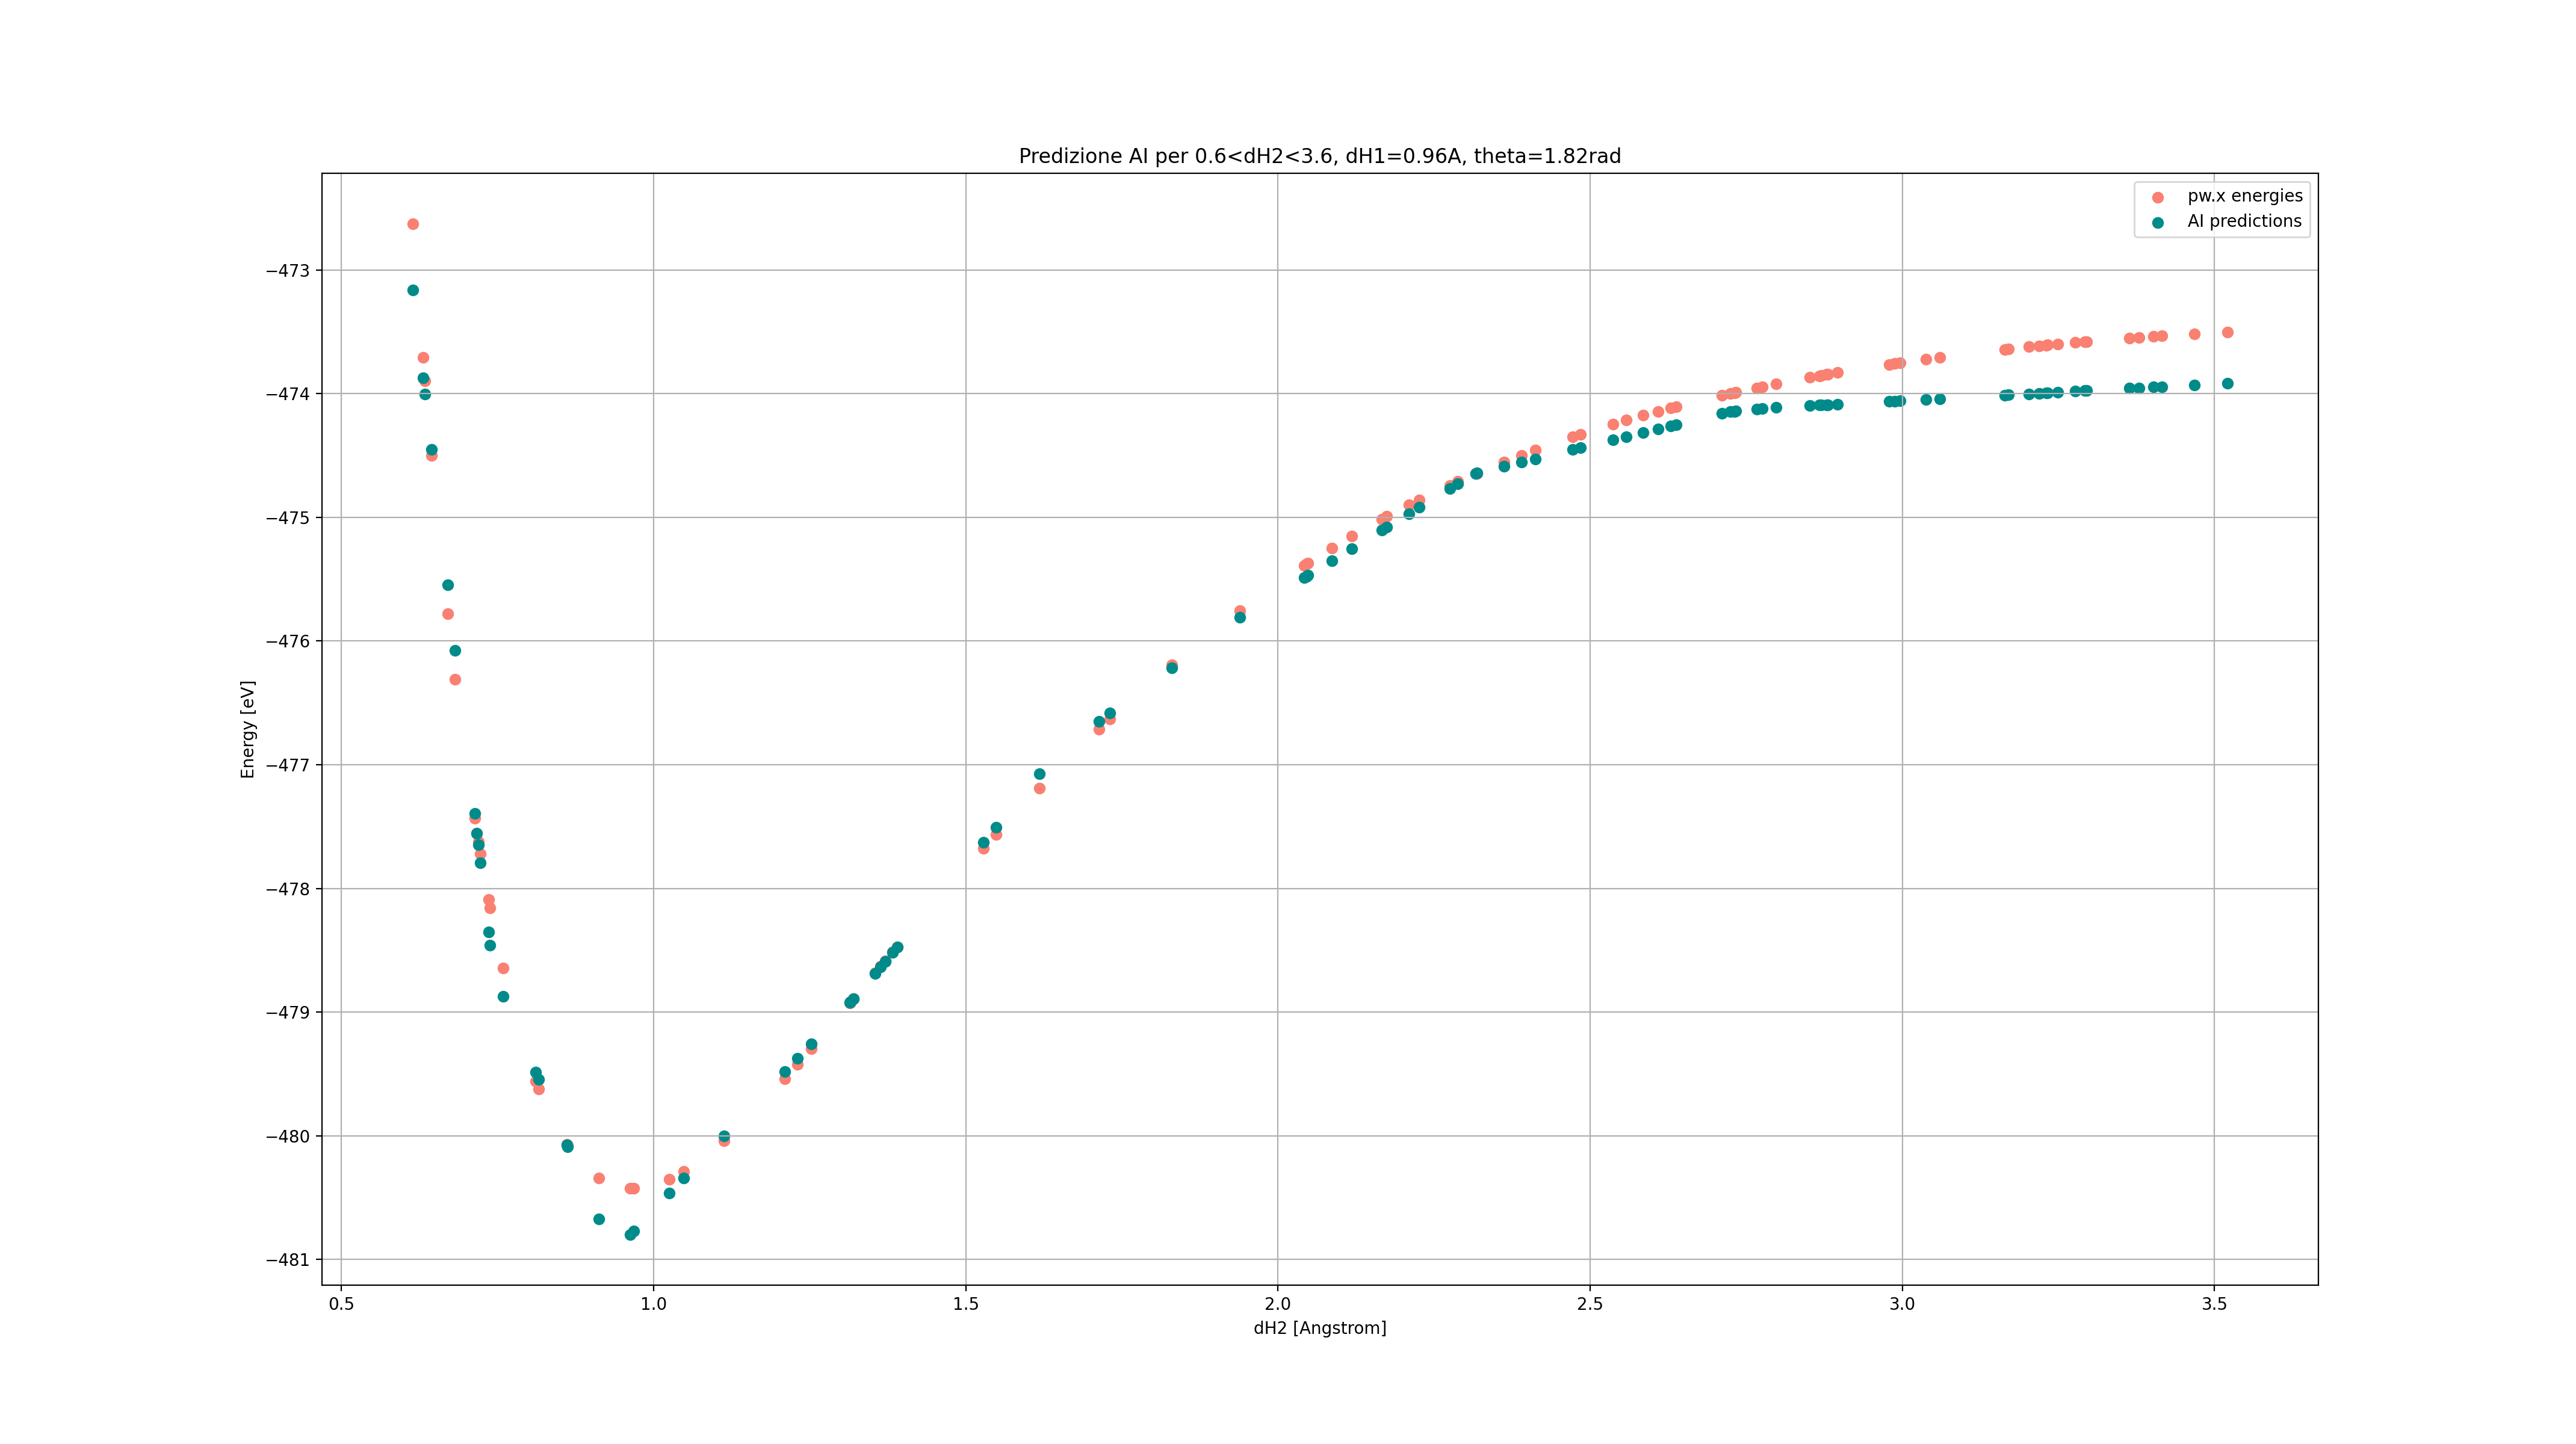 Predizione AI per 0.6<dH2<3.6, dH1=0.96A, theta=1.82rad
pw.x energies
AI predictions
−473
−474
−475
−476
−477
−478
−479
−480
−481
Energy [eV]
0.5 1.0 1.5 2.0 2.5 3.0 3.5
dH2 [Angstrom]